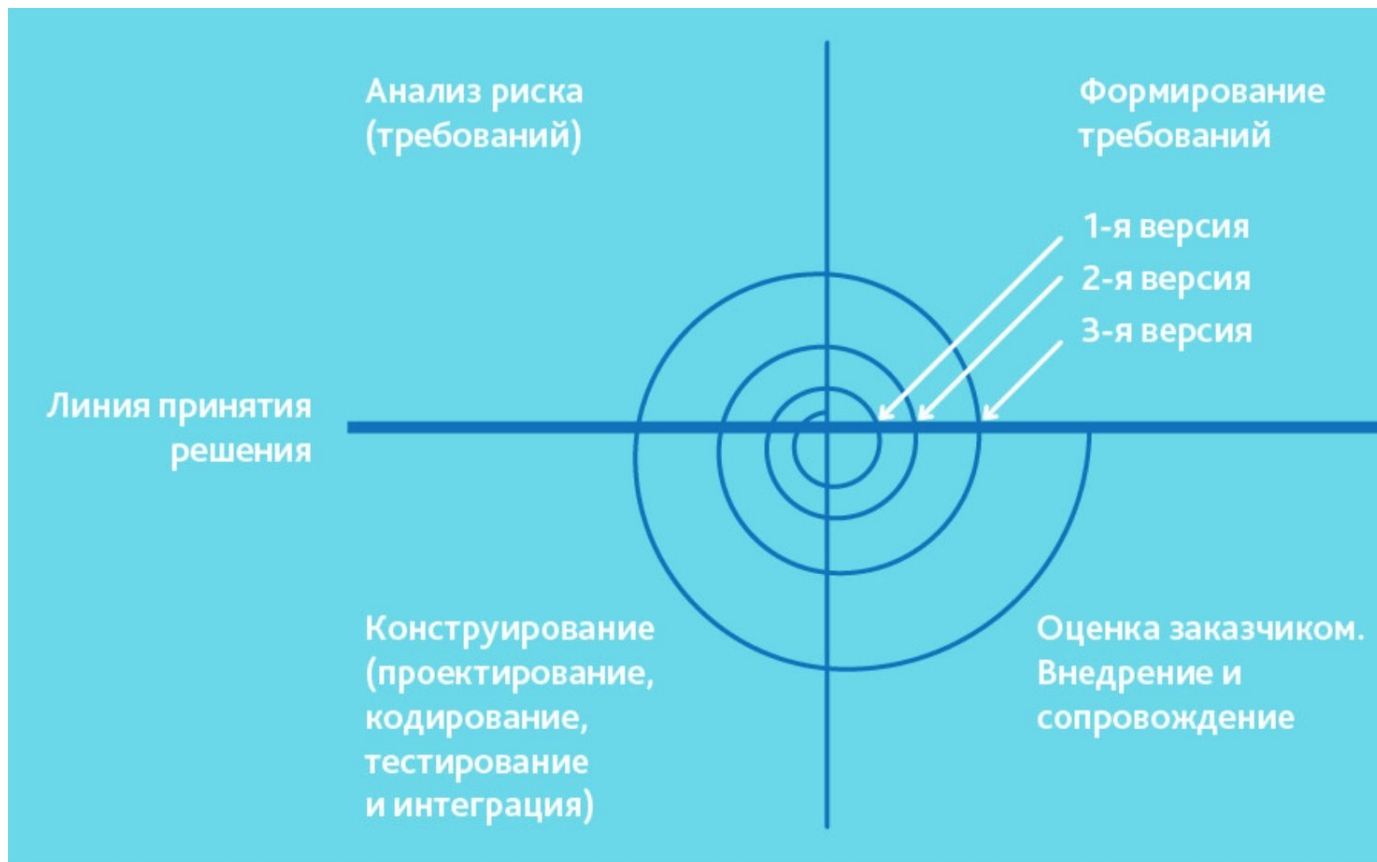 Анализ риска
(требований)
Формирование
требований
1-я версия
2-я версия
3-я версия
Линия принятия
решения
Конструирование
(проектирование,
кодирование,
тестирование
и интеграция)
Оценка заказчиком.
Внедрение и
сопровождение